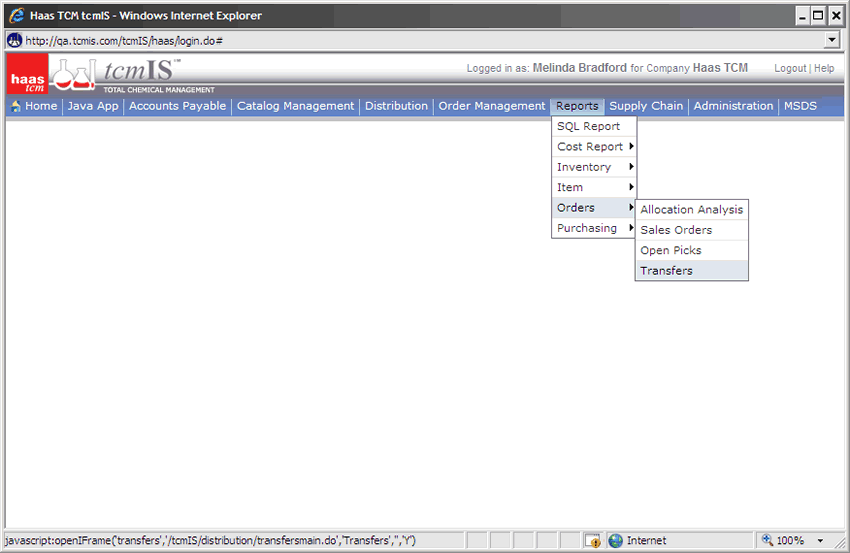 Haas TCM tcmIS - Windows Internet Explorer
http://qa.tcmis.com/tcmIS/haas/login.do#
haas tcm
tcmIS™
TOTAL CHEMICAL MANAGEMENT
Logged in as: Melinda Bradford for Company Haas TCM Logout | Help
Home | Java App | Accounts Payable | Catalog Management | Distribution | Order Management | Reports | Supply Chain | Administration | MSDS
SQL Report
Cost Report
Inventory
Item
Orders
Purchasing
Allocation Analysis
Sales Orders
Open Picks
Transfers
javascript:openIFrame('transfers','/tcmIS/distribution/transfersmain.do','Transfers','','Y') Internet 100%